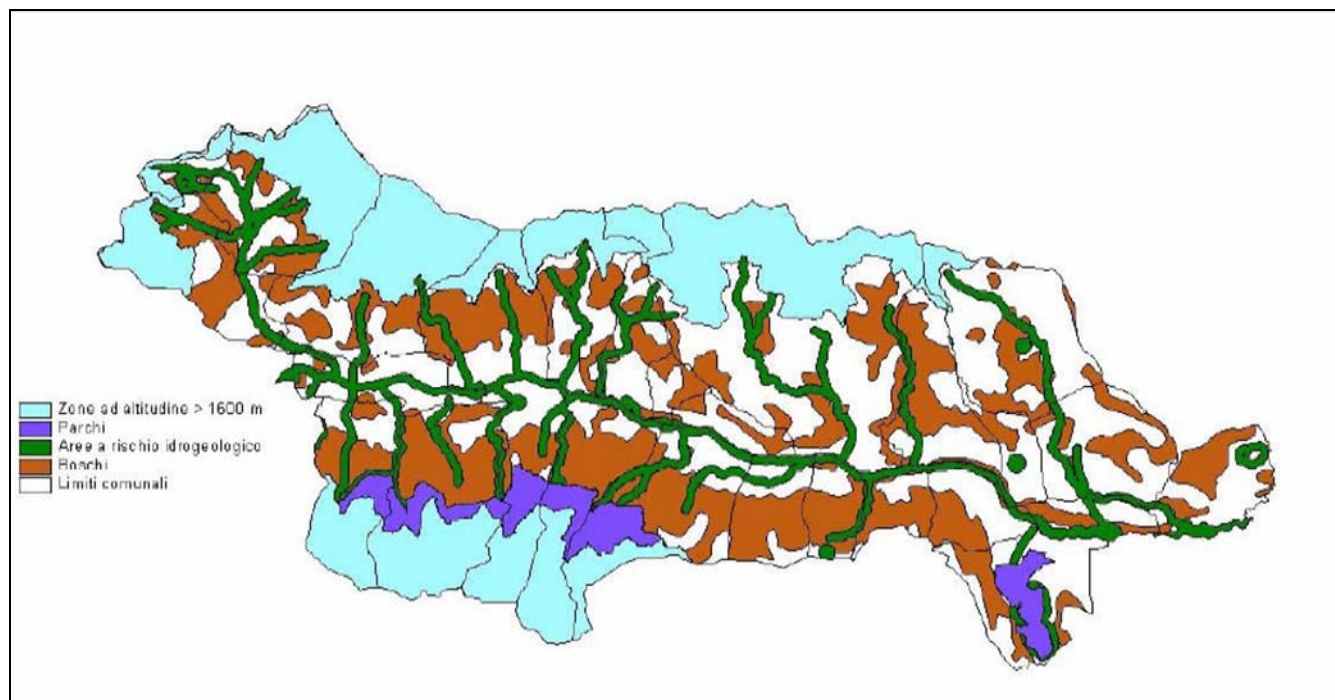 Zone ad altitudine > 1600 m
Parchi
Aree a rischio idrogeologico
Boschi
Limiti comunali